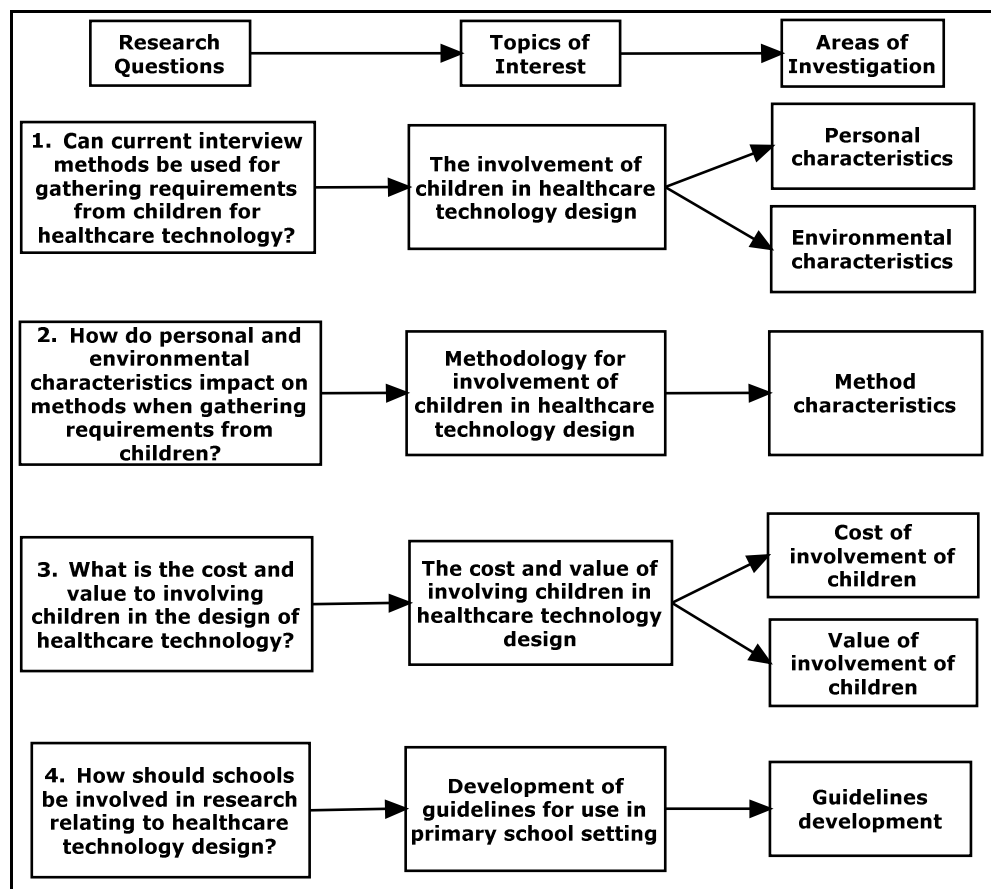 Research
Questions
Topics of
Interest
Areas of
Investigation
1. Can current interview
methods be used for
gathering requirements
from children for
healthcare technology?
The involvement of
children in healthcare
technology design
Personal
characteristics
Environmental
characteristics
2. How do personal and
environmental
characteristics impact on
methods when gathering
requirements from
children?
Methodology for
involvement of
children in healthcare
technology design
Method
characteristics
3. What is the cost and
value to involving
children in the design of
healthcare technology?
The cost and value of
involving children in
healthcare technology
design
Cost of
involvement of
children
Value of
involvement of
children
4. How should schools
be involved in research
relating to healthcare
technology design?
Development of
guidelines for use in
primary school setting
Guidelines
development